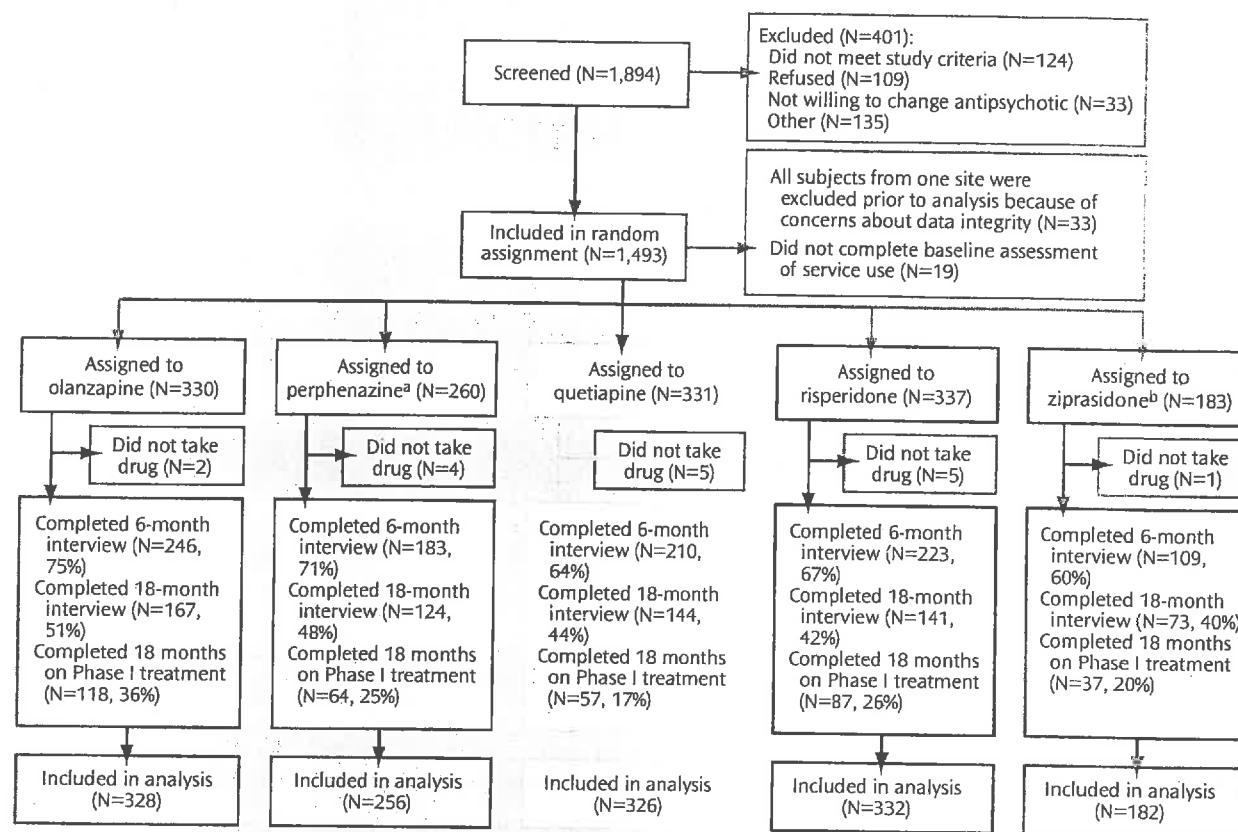 Screened (N=1,894)
Excluded (N=401):
Did not meet study criteria (N=124)
Refused (N=109)
Not willing to change antipsychotic (N=33)
Other (N=135)
Included in random
assignment (N=1,493)
All subjects from one site were
excluded prior to analysis because of
concerns about data integrity (N=33)
Did not complete baseline assessment
of service use (N=19)
Assigned to
olanzapine (N=330)
Did not take
drug (N=2)
Completed 6-month
interview (N=246,
75%)
Completed 18-month
interview (N=167,
51%)
Completed 18 months
on Phase I treatment
(N=118, 36%)
Included in analysis
(N=328)
Assigned to
perphenazineᵃ (N=260)
Did not take
drug (N=4)
Completed 6-month
interview (N=183,
71%)
Completed 18-month
interview (N=124,
48%)
Completed 18 months
on Phase I treatment
(N=64, 25%)
Included in analysis
(N=256)
Assigned to
quetiapine (N=331)
Did not take
drug (N=5)
Completed 6-month
interview (N=210,
64%)
Completed 18-month
interview (N=144,
44%)
Completed 18 months
on Phase I treatment
(N=57, 17%)
Included in analysis
(N=326)
Assigned to
risperidone (N=337)
Did not take
drug (N=5)
Completed 6-month
interview (N=223,
67%)
Completed 18-month
interview (N=141,
42%)
Completed 18 months
on Phase I treatment
(N=87, 26%)
Included in analysis
(N=332)
Assigned to
ziprasidoneᵇ (N=183)
Did not take
drug (N=1)
Completed 6-month
interview (N=109,
60%)
Completed 18-month
interview (N=73, 40%)
Completed 18 months
on Phase I treatment
(N=37, 20%)
Included in analysis
(N=182)